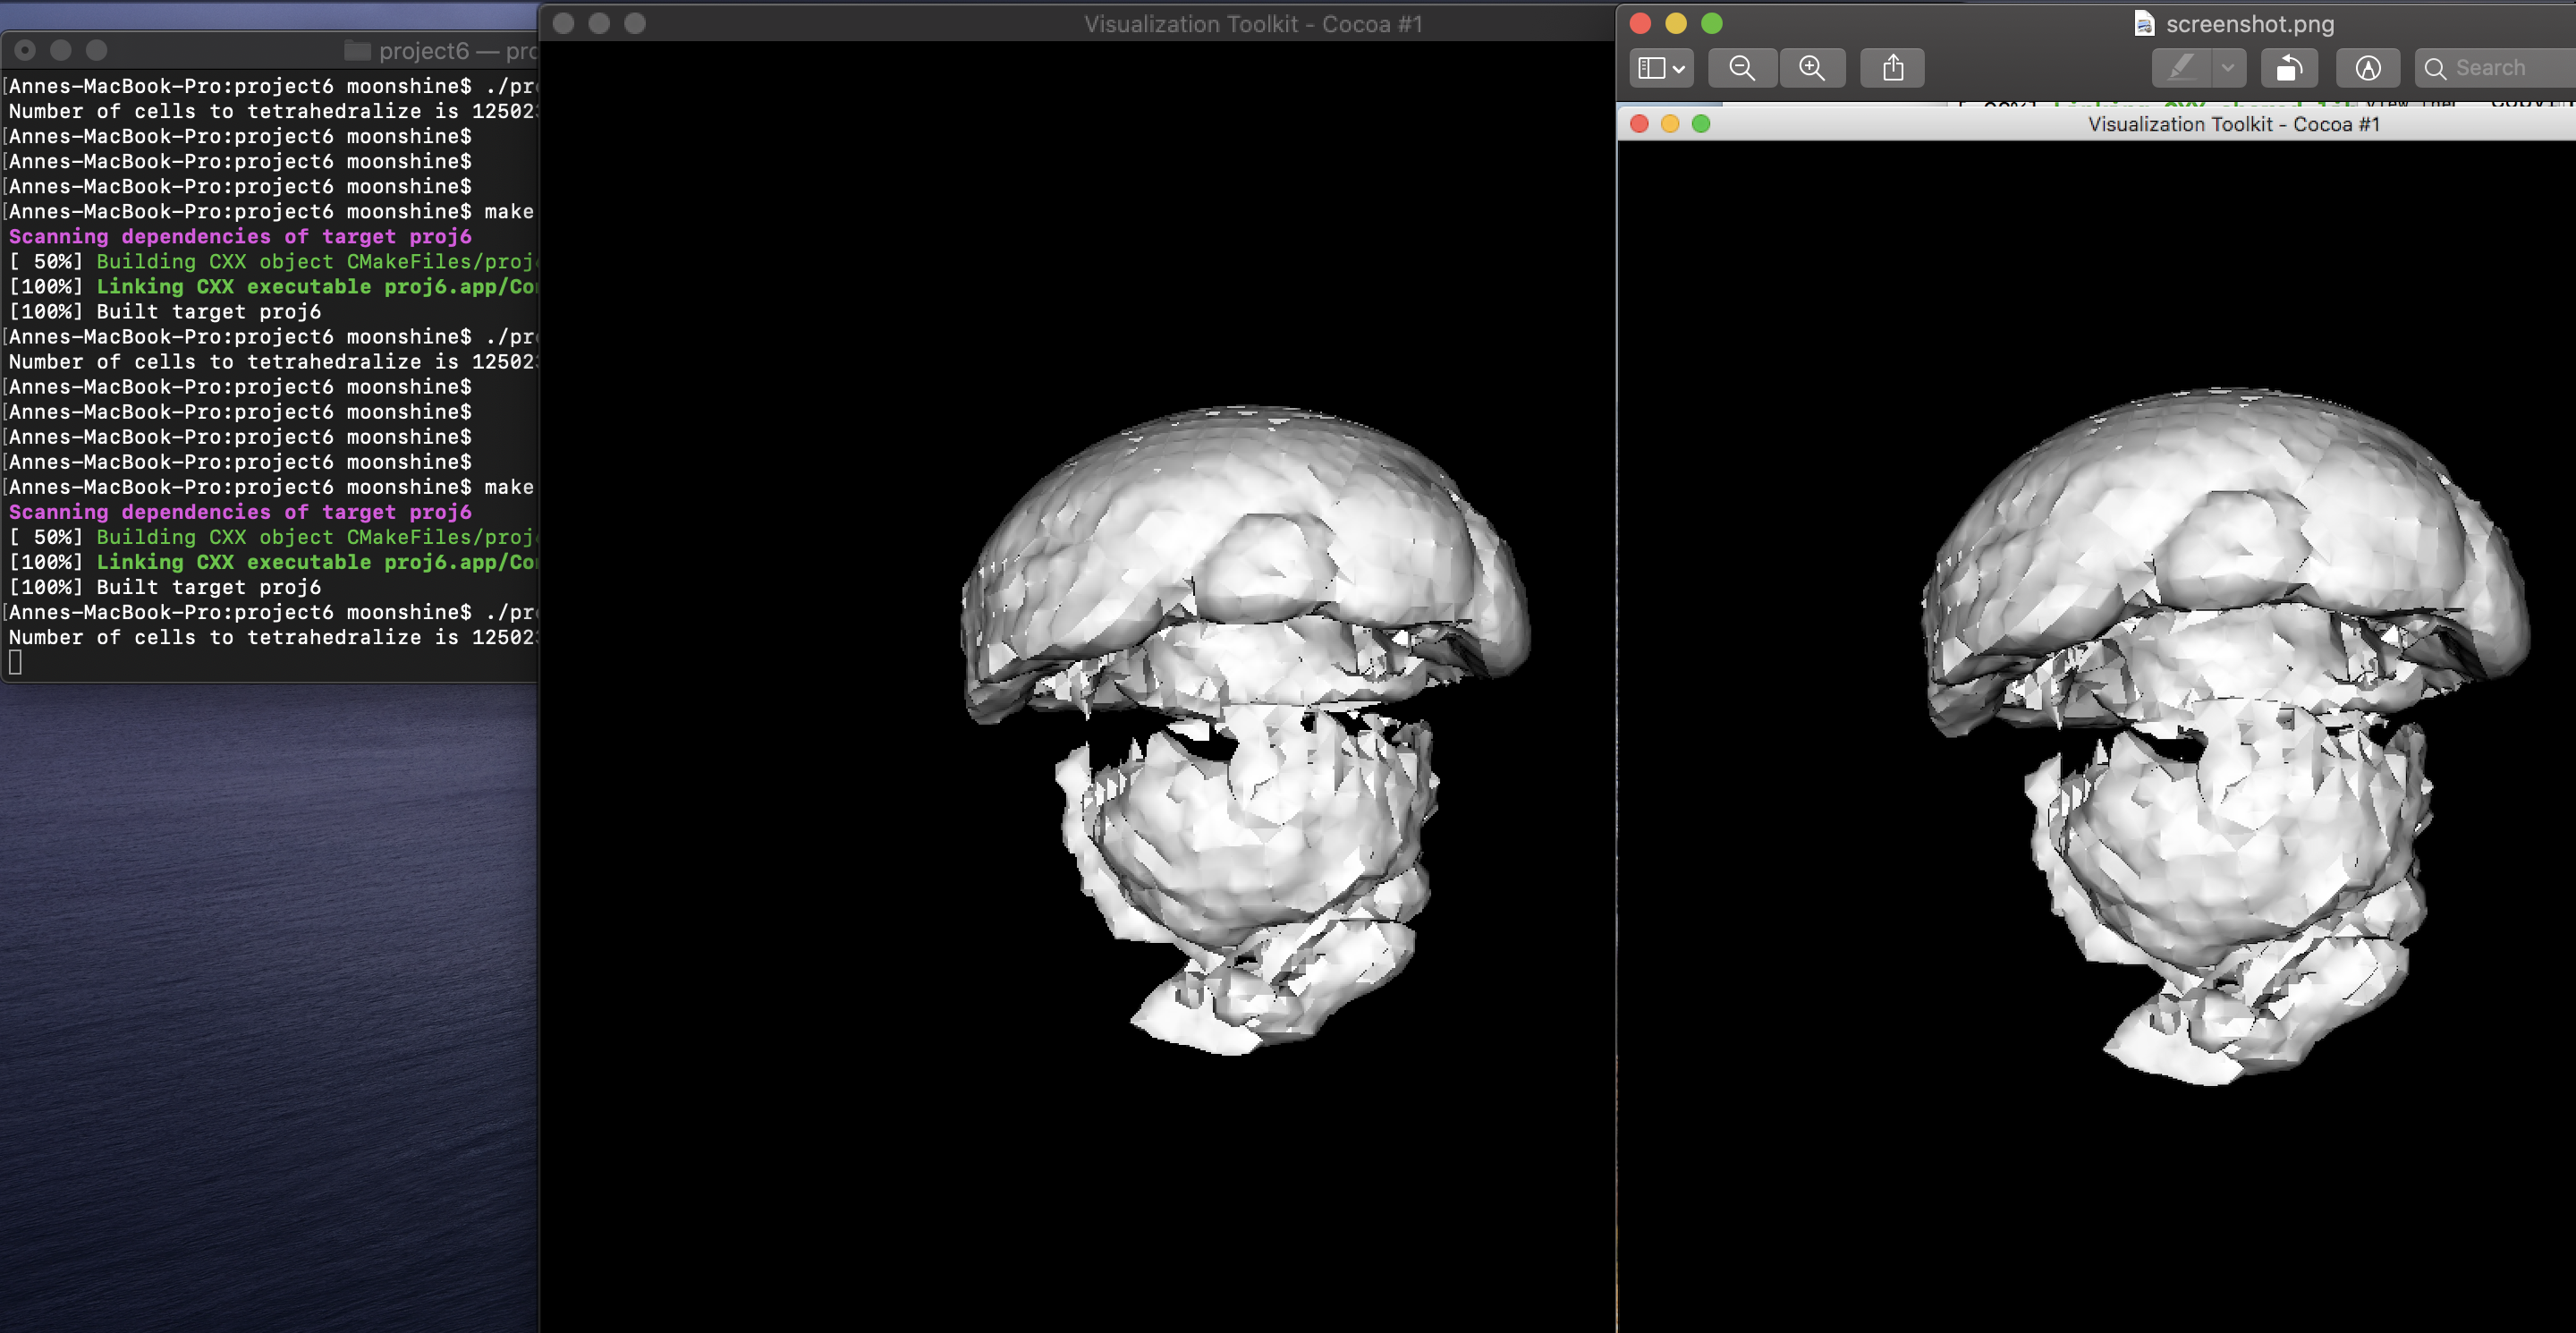 project6 — pro
[Annes-MacBook-Pro:project6 moonshine$ ./pr
Number of cells to tetrahedralize is 12502
[Annes-MacBook-Pro:project6 moonshine$
[Annes-MacBook-Pro:project6 moonshine$
[Annes-MacBook-Pro:project6 moonshine$
[Annes-MacBook-Pro:project6 moonshine$ make
Scanning dependencies of target proj6
[ 50%] Building CXX object CMakeFiles/proj
[100%] Linking CXX executable proj6.app/Co
[100%] Built target proj6
[Annes-MacBook-Pro:project6 moonshine$ ./pr
Number of cells to tetrahedralize is 12502
[Annes-MacBook-Pro:project6 moonshine$
[Annes-MacBook-Pro:project6 moonshine$
[Annes-MacBook-Pro:project6 moonshine$
[Annes-MacBook-Pro:project6 moonshine$
[Annes-MacBook-Pro:project6 moonshine$ make
Scanning dependencies of target proj6
[ 50%] Building CXX object CMakeFiles/proj
[100%] Linking CXX executable proj6.app/Co
[100%] Built target proj6
[Annes-MacBook-Pro:project6 moonshine$ ./pr
Number of cells to tetrahedralize is 12502
Visualization Toolkit - Cocoa #1
screenshot.png
Search
Visualization Toolkit - Cocoa #1